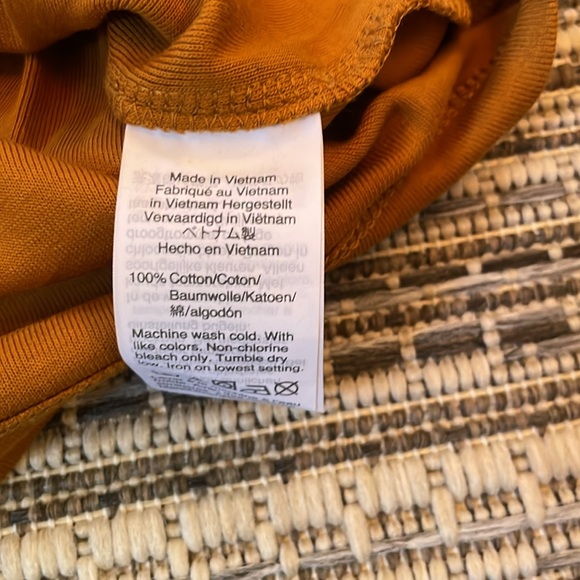 Made in Vietnam
Fabriqué au Vietnam
in Vietnam Hergestellt
Vervaardigd in Viëtnam
ベトナム製
Hecho en Vietnam
100% Cotton/Coton/
Baumwolle/Katoen/
綿/algodón
Machine wash cold. With
like colors. Non-chlorine
bleach only. Tumble dry
low. Iron on lowest setting.